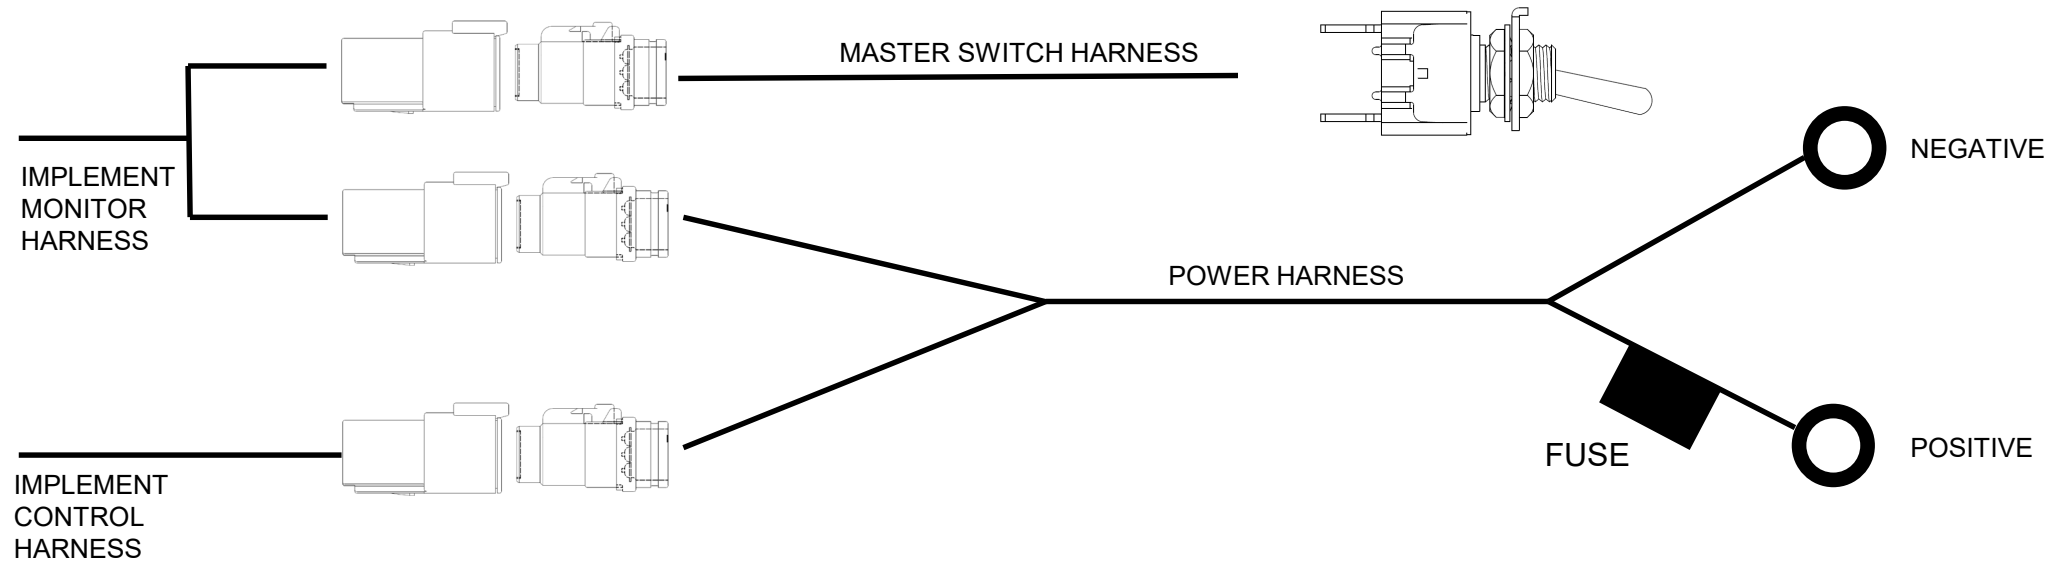 MASTER SWITCH HARNESS
NEGATIVE
IMPLEMENT
MONITOR
HARNESS
POWER HARNESS
FUSE
POSITIVE
IMPLEMENT
CONTROL
HARNESS